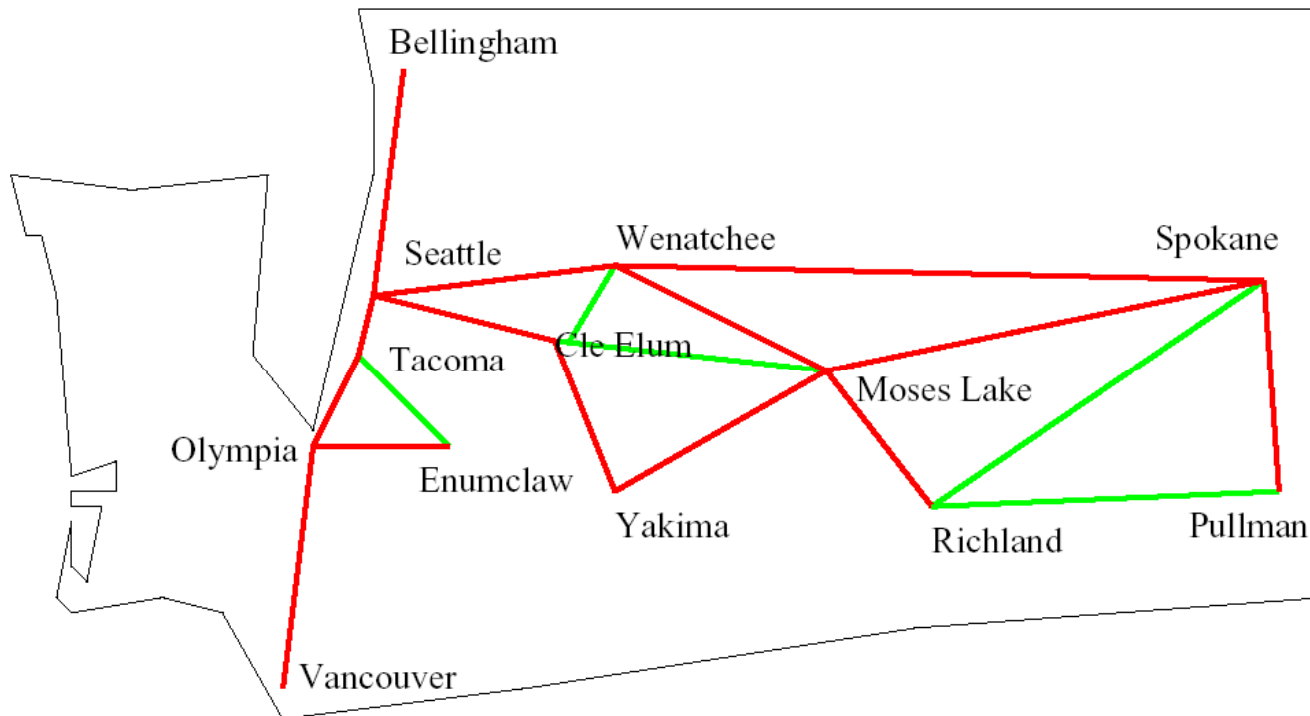 Bellingham
Seattle
Wenatchee
Spokane
Tacoma
Cle Elum
Moses Lake
Olympia
Enumclaw
Yakima
Richland
Pullman
Vancouver